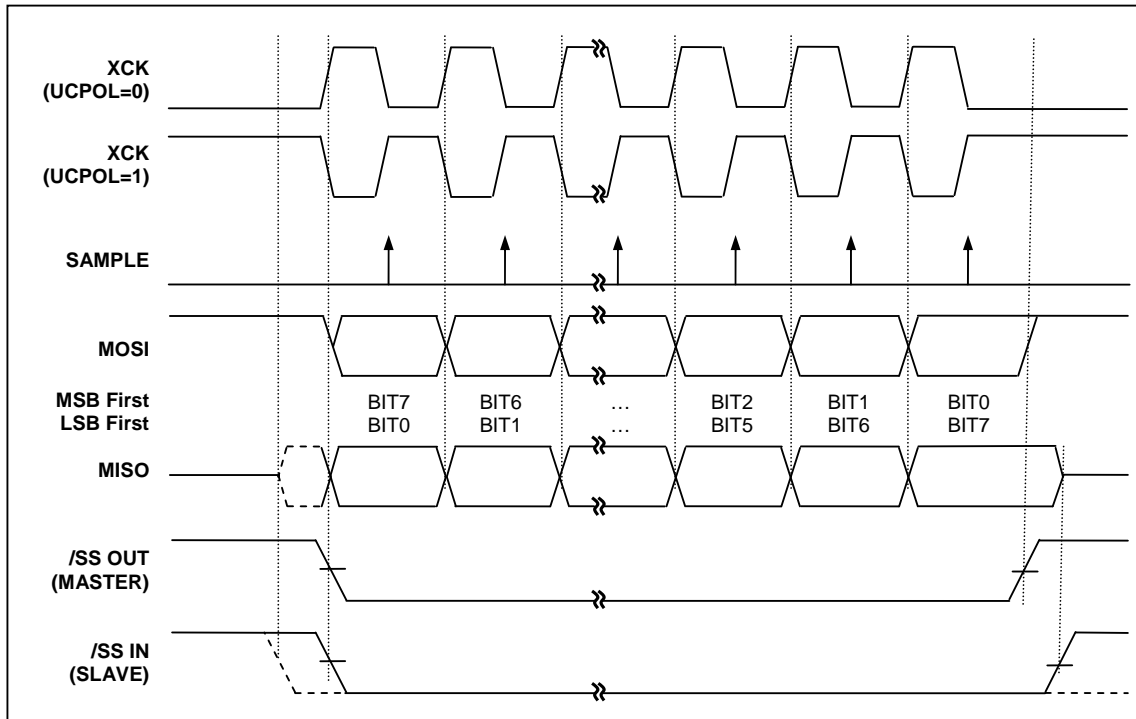 XCK
(UCPOL=0)
XCK
(UCPOL=1)
SAMPLE
MOSI
MSB First BIT7 BIT6 … BIT2 BIT1 BIT0
LSB First BIT0 BIT1 … BIT5 BIT6 BIT7
MISO
/SS OUT
(MASTER)
/SS IN
(SLAVE)